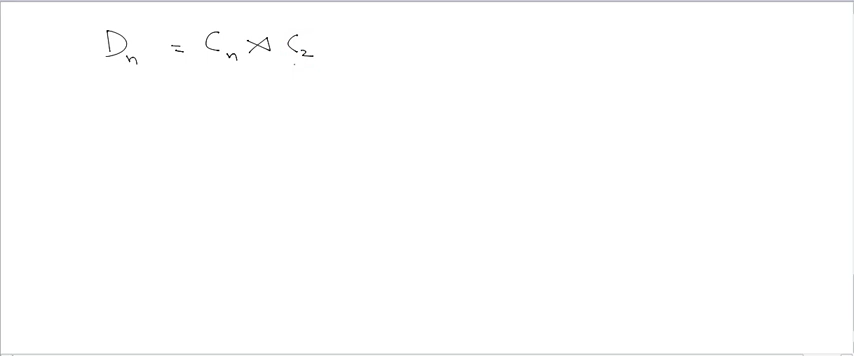 Dₙ = Cₙ ⋊ C₂